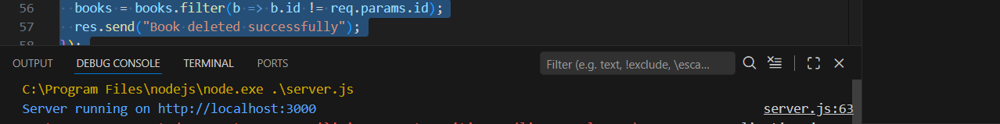 56 books = books.filter(b => b.id != req.params.id);
57 res.send("Book deleted successfully");
58 });
OUTPUT DEBUG CONSOLE TERMINAL PORTS Filter (e.g. text, !exclude, \esca...
C:\Program Files\nodejs\node.exe .\server.js
Server running on http://localhost:3000 server.js:63